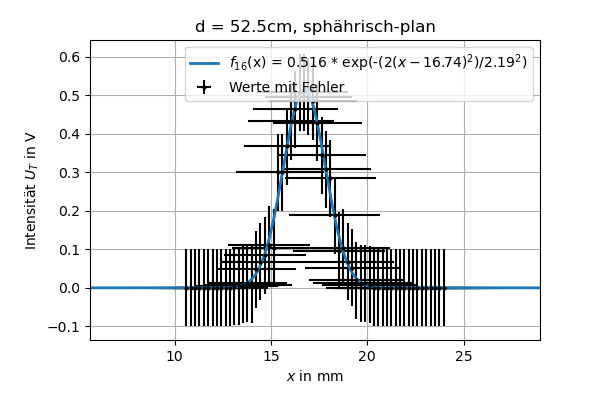 d = 52.5cm, sphährisch-plan
f₁₆(x) = 0.516 * exp(-(2(x − 16.74)²)/2.19²)
Werte mit Fehler
Intensität U_T in V
0.6
0.5
0.4
0.3
0.2
0.1
0.0
−0.1
10 15 20 25
x in mm